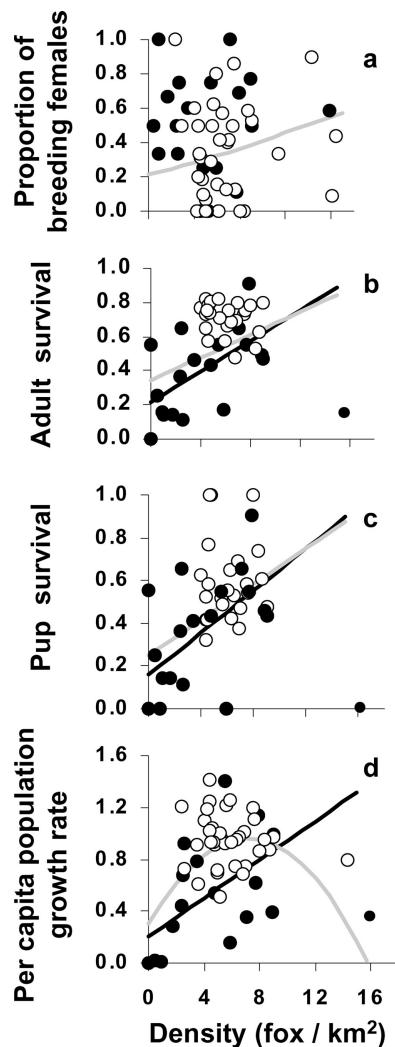 a
Proportion of
breeding females
1.0
0.8
0.6
0.4
0.2
0.0
b
Adult survival
1.0
0.8
0.6
0.4
0.2
0.0
c
Pup survival
1.0
0.8
0.6
0.4
0.2
0.0
d
Per capita population
growth rate
1.6
1.2
0.8
0.4
0.0
0 4 8 12 16
Density (fox / km²)